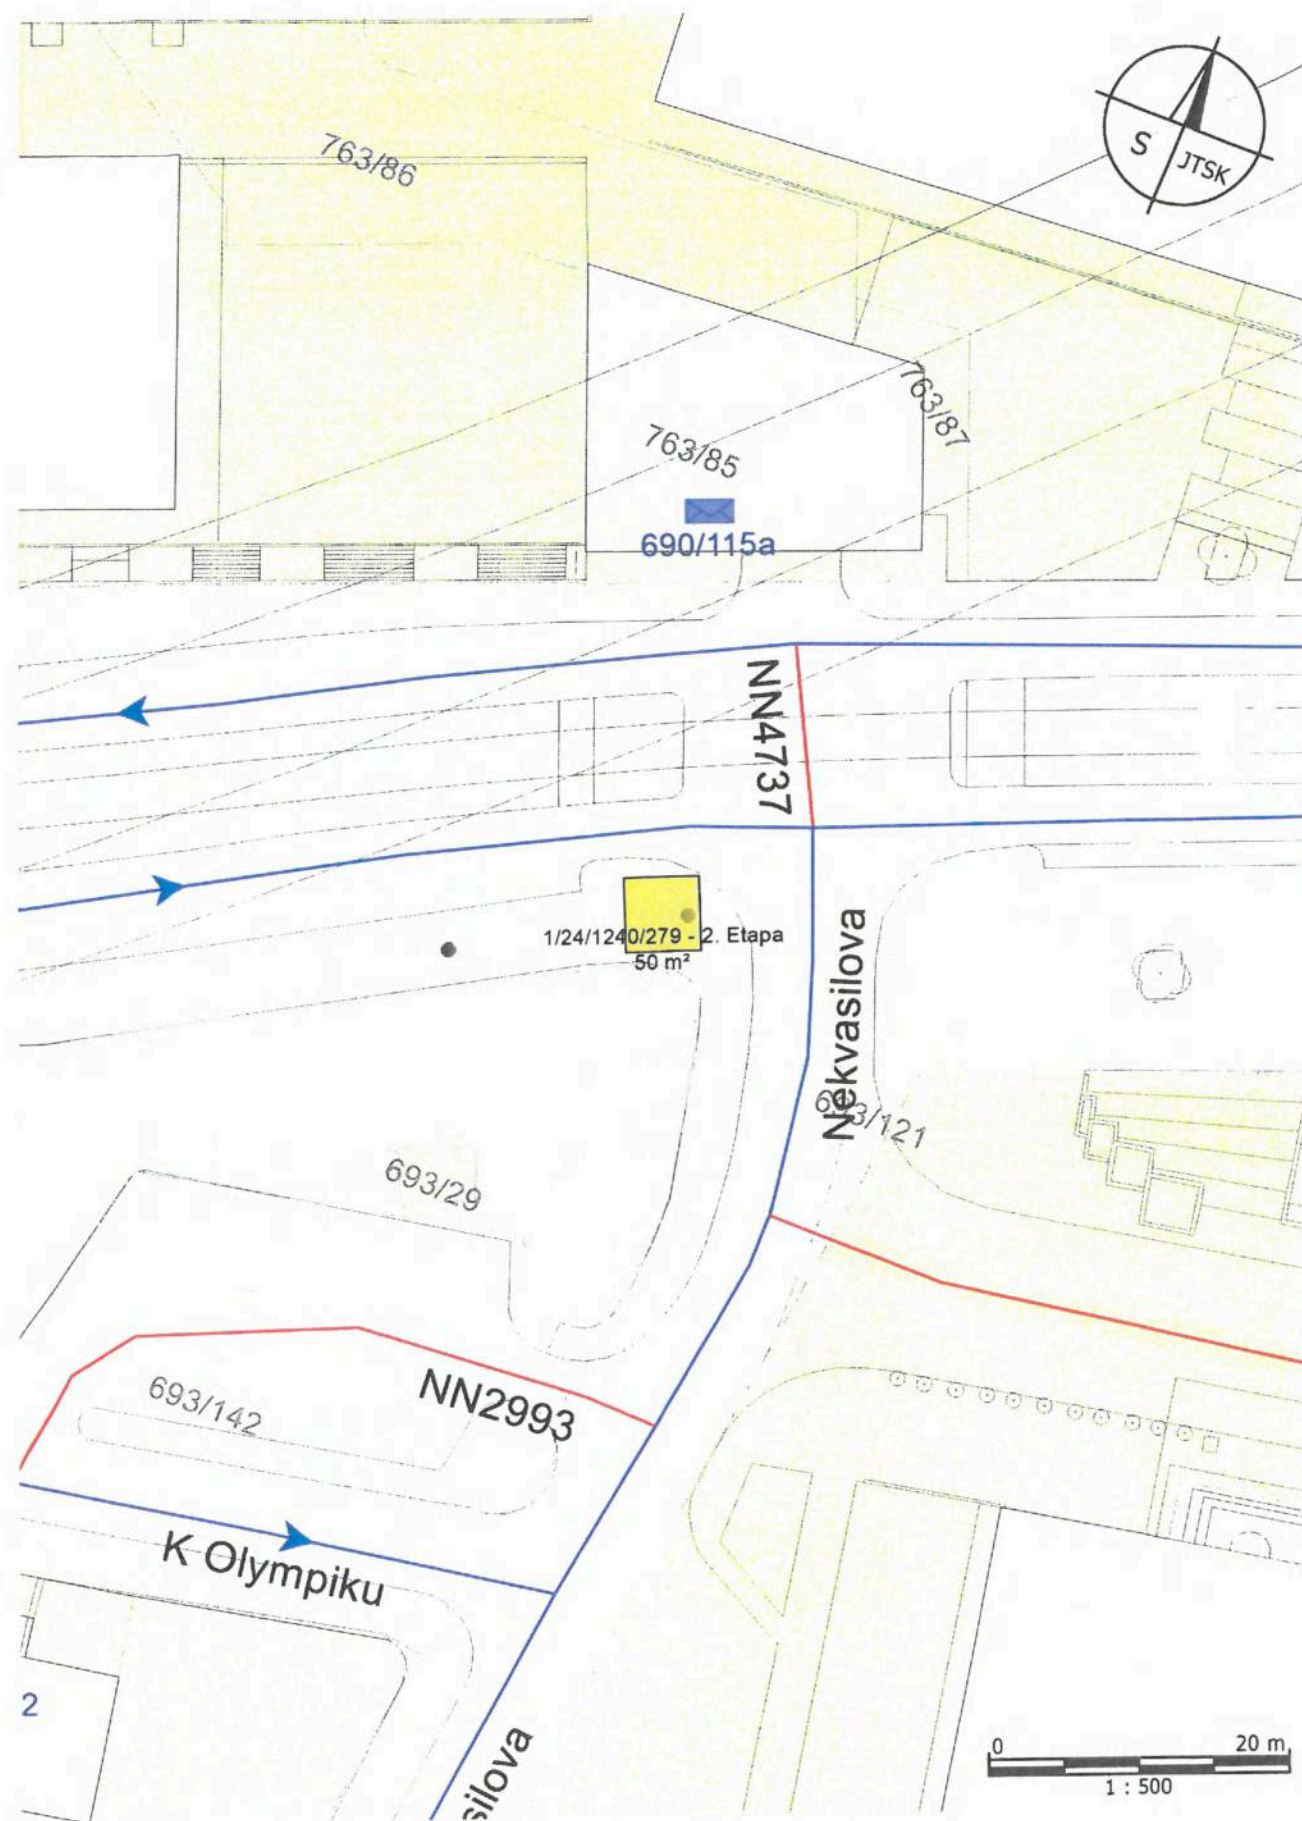 763/86
S
JTSK
763/87
763/85
690/115a
NN4737
1/24/1240/279 - 2. Etapa
50 m²
Nekvasilova
693/121
693/29
NN2993
693/142
K Olympiku
2
silova
0 20 m
1 : 500